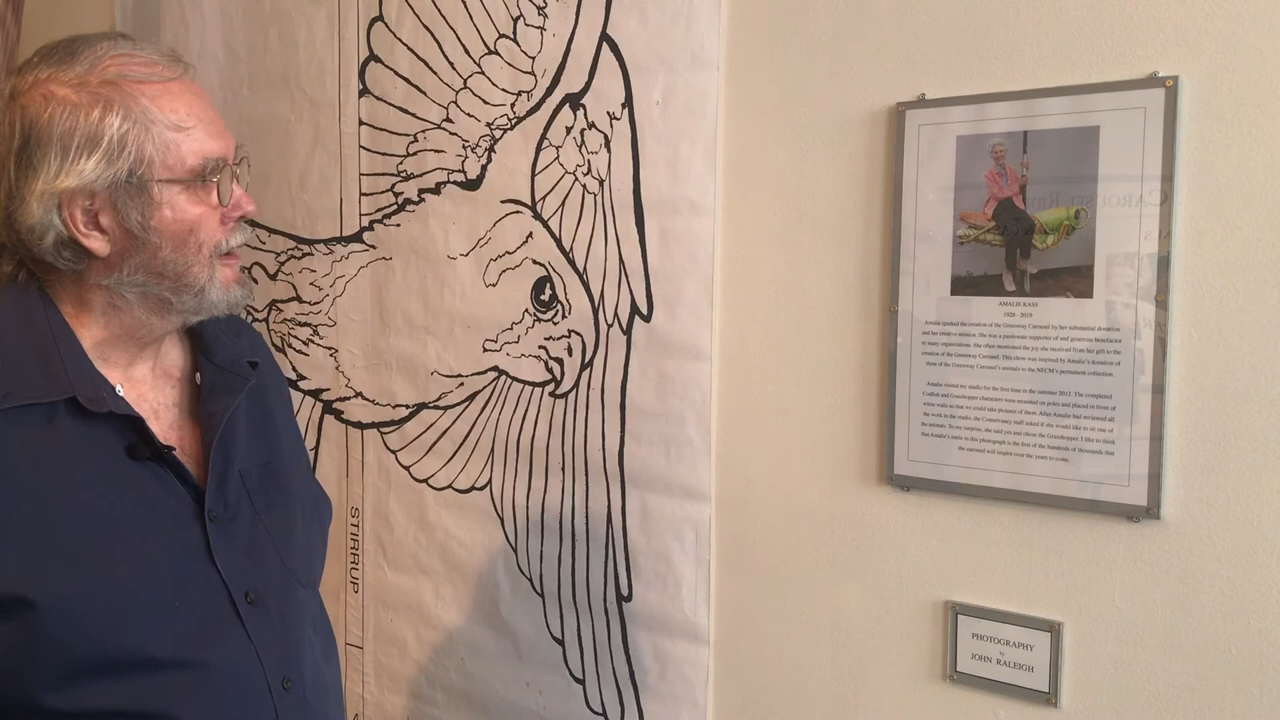 STIRRUP
AMALIE KASS
1928 - 2019
Amalie sparked the creation of the Greenway Carousel by her substantial donation
and her creative mission. She was a passionate supporter of and generous benefactor
to many organizations. She often mentioned the joy she received from her gift to the
creation of the Greenway Carousel. This show was inspired by Amalie's donation of
three of the Greenway Carousel's animals to the NECM's permanent collection.
Amalie visited my studio for the first time in the summer 2012. The completed
Codfish and Grasshopper characters were mounted on poles and placed in front of
white walls so that we could take pictures of them. After Amalie had reviewed all
the work in the studio, the Conservancy staff asked if she would like to sit one of
the animals. To my surprise, she said yes and chose the Grasshopper. I like to think
that Amalie's smile in this photograph is the first of the hundreds of thousands that
the carousel will inspire over the years to come.
PHOTOGRAPHY
by
JOHN RALEIGH